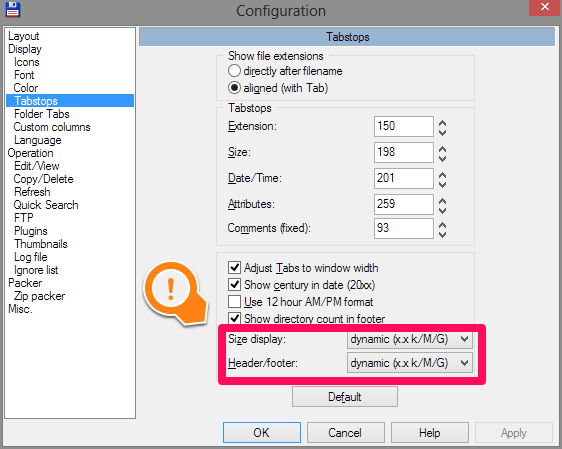 Configuration
Layout
Display
Icons
Font
Color
Tabstops
Folder Tabs
Custom columns
Language
Operation
Edit/View
Copy/Delete
Refresh
Quick Search
FTP
Plugins
Thumbnails
Log file
Ignore list
Packer
Zip packer
Misc.
Tabstops
Show file extensions
directly after filename
aligned (with Tab)
Tabstops
Extension: 150
Size: 198
Date/Time: 201
Attributes: 259
Comments (fixed): 93
Adjust Tabs to window width
Show century in date (20xx)
Use 12 hour AM/PM format
Show directory count in footer
Size display: dynamic (x.x k/M/G)
Header/footer: dynamic (x.x k/M/G)
Default
OK Cancel Help Apply